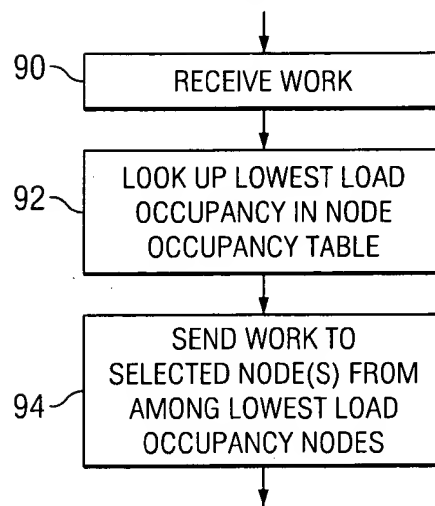 90
RECEIVE WORK
92
LOOK UP LOWEST LOAD
OCCUPANCY IN NODE
OCCUPANCY TABLE
94
SEND WORK TO
SELECTED NODE(S) FROM
AMONG LOWEST LOAD
OCCUPANCY NODES